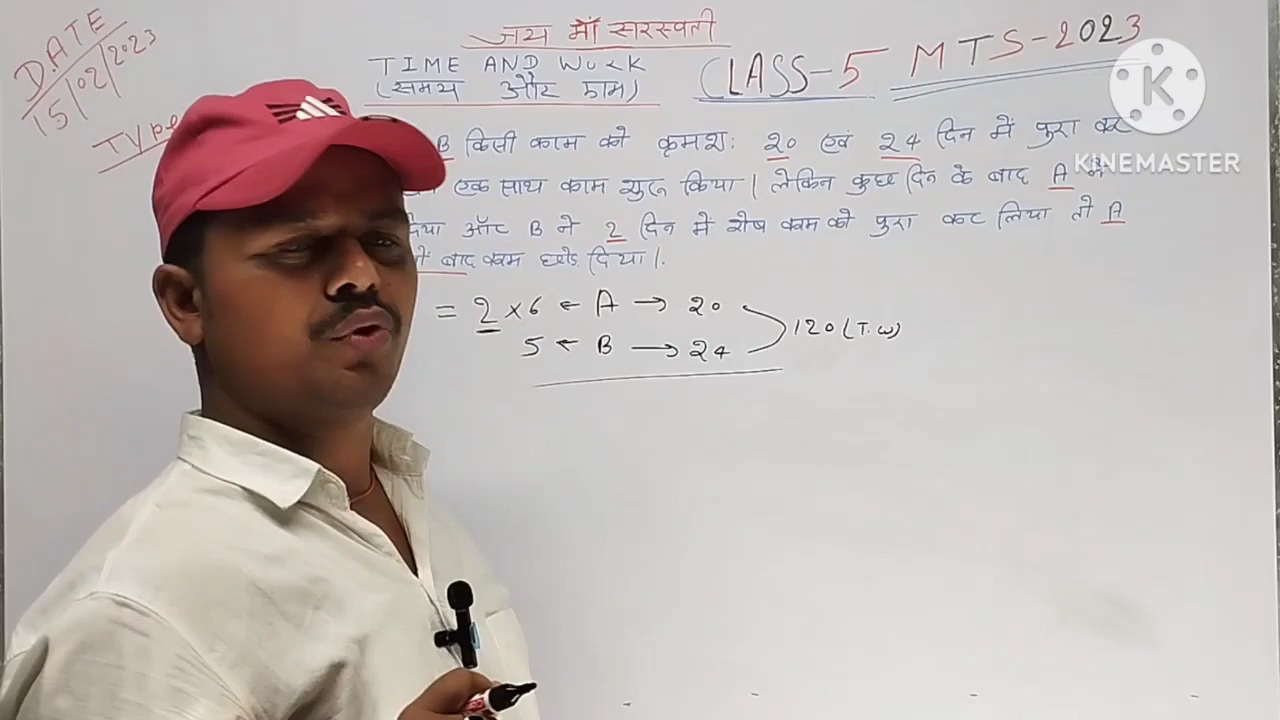 जय माँ सरस्वती
DATE
15/02/2023
TIME AND WORK
(समय और काम)
CLASS-5 MTS-2023
K
KINEMASTER
Type
B किसी काम को क्रमश: 20 एवं 24 दिन में पुरा कर
एक साथ काम शुरू किया। लेकिन कुछ दिन के बाद A ने
दिया और B ने 2 दिन में शेष काम को पुरा कर लिया तो A
बाद काम छोड़ दिया।.
= 2 × 6 ← A → 20
5 ← B → 24
120 (T.W)